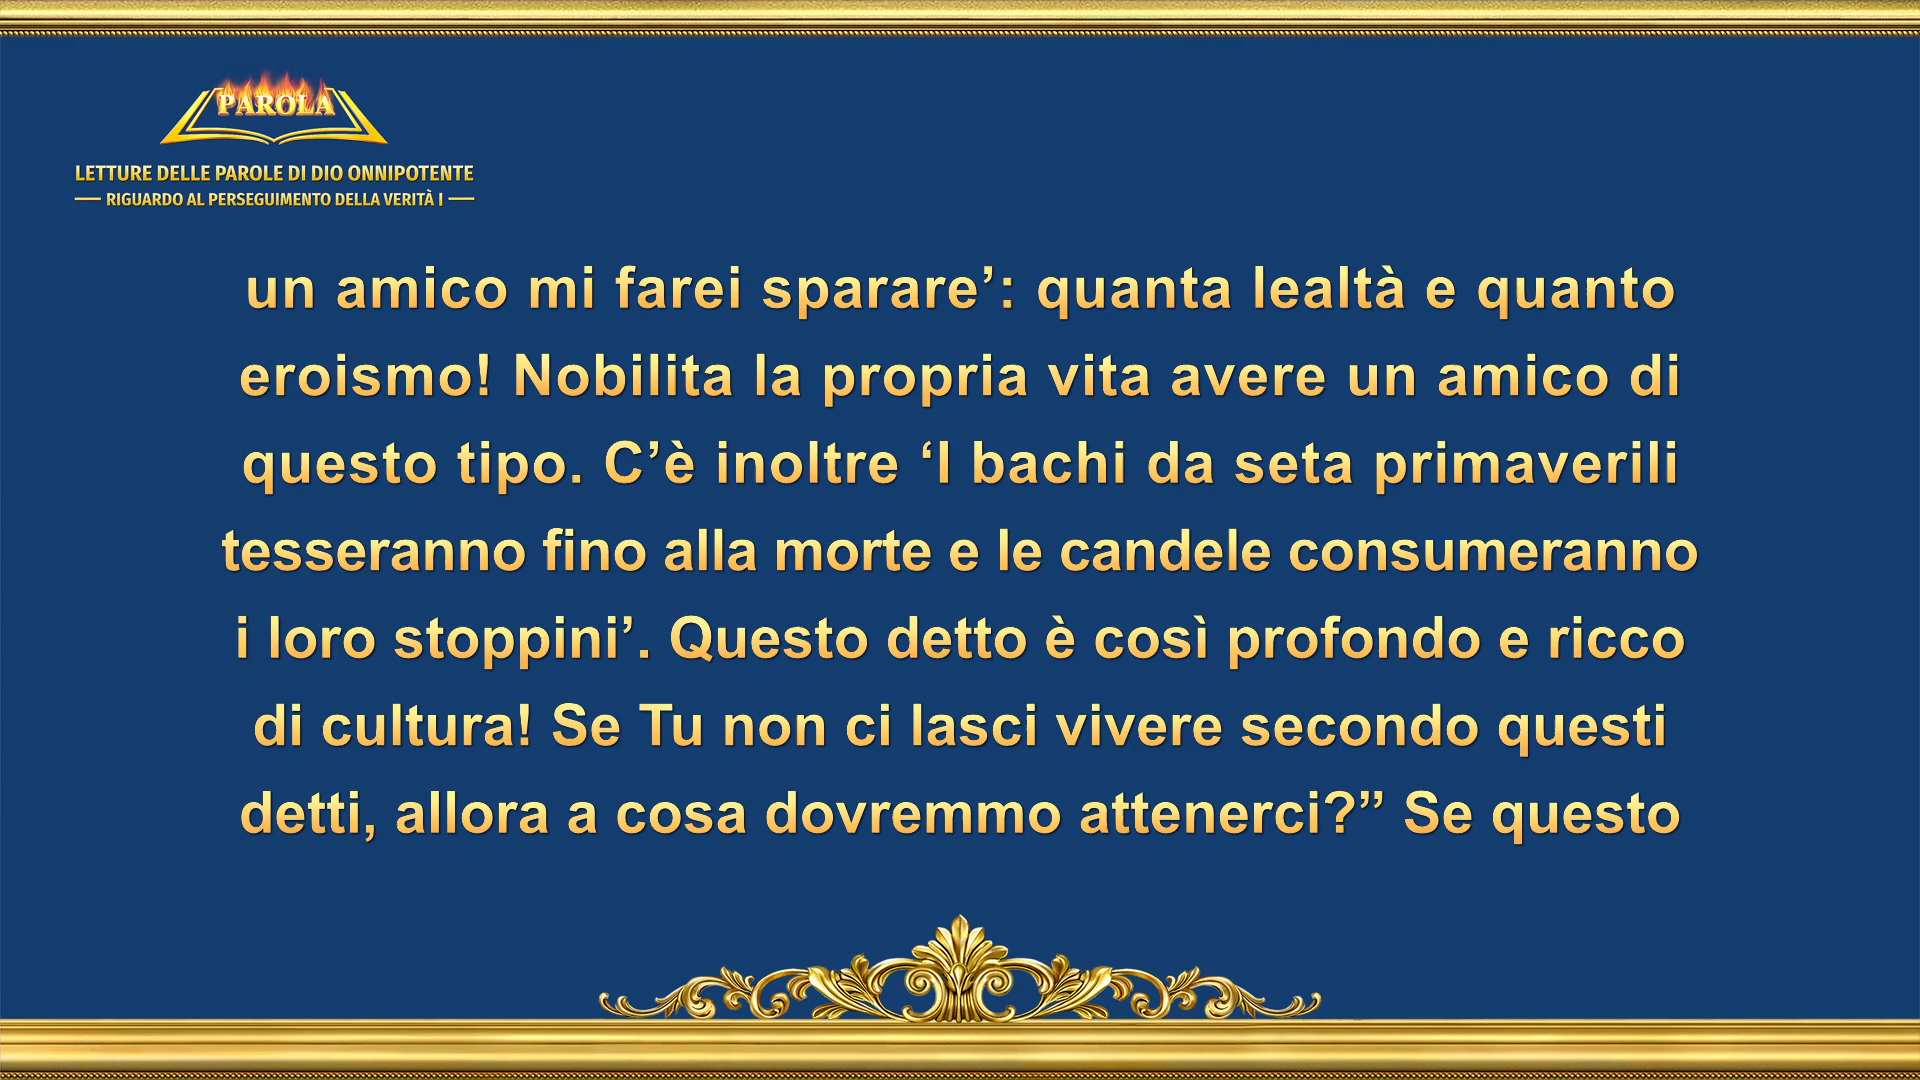 PAROLA
LETTURE DELLE PAROLE DI DIO ONNIPOTENTE
RIGUARDO AL PERSEGUIMENTO DELLA VERITÀ I
un amico mi farei sparare’: quanta lealtà e quanto
eroismo! Nobilita la propria vita avere un amico di
questo tipo. C’è inoltre ‘I bachi da seta primaverili
tesseranno fino alla morte e le candele consumeranno
i loro stoppini’. Questo detto è così profondo e ricco
di cultura! Se Tu non ci lasci vivere secondo questi
detti, allora a cosa dovremmo attenerci?” Se questo